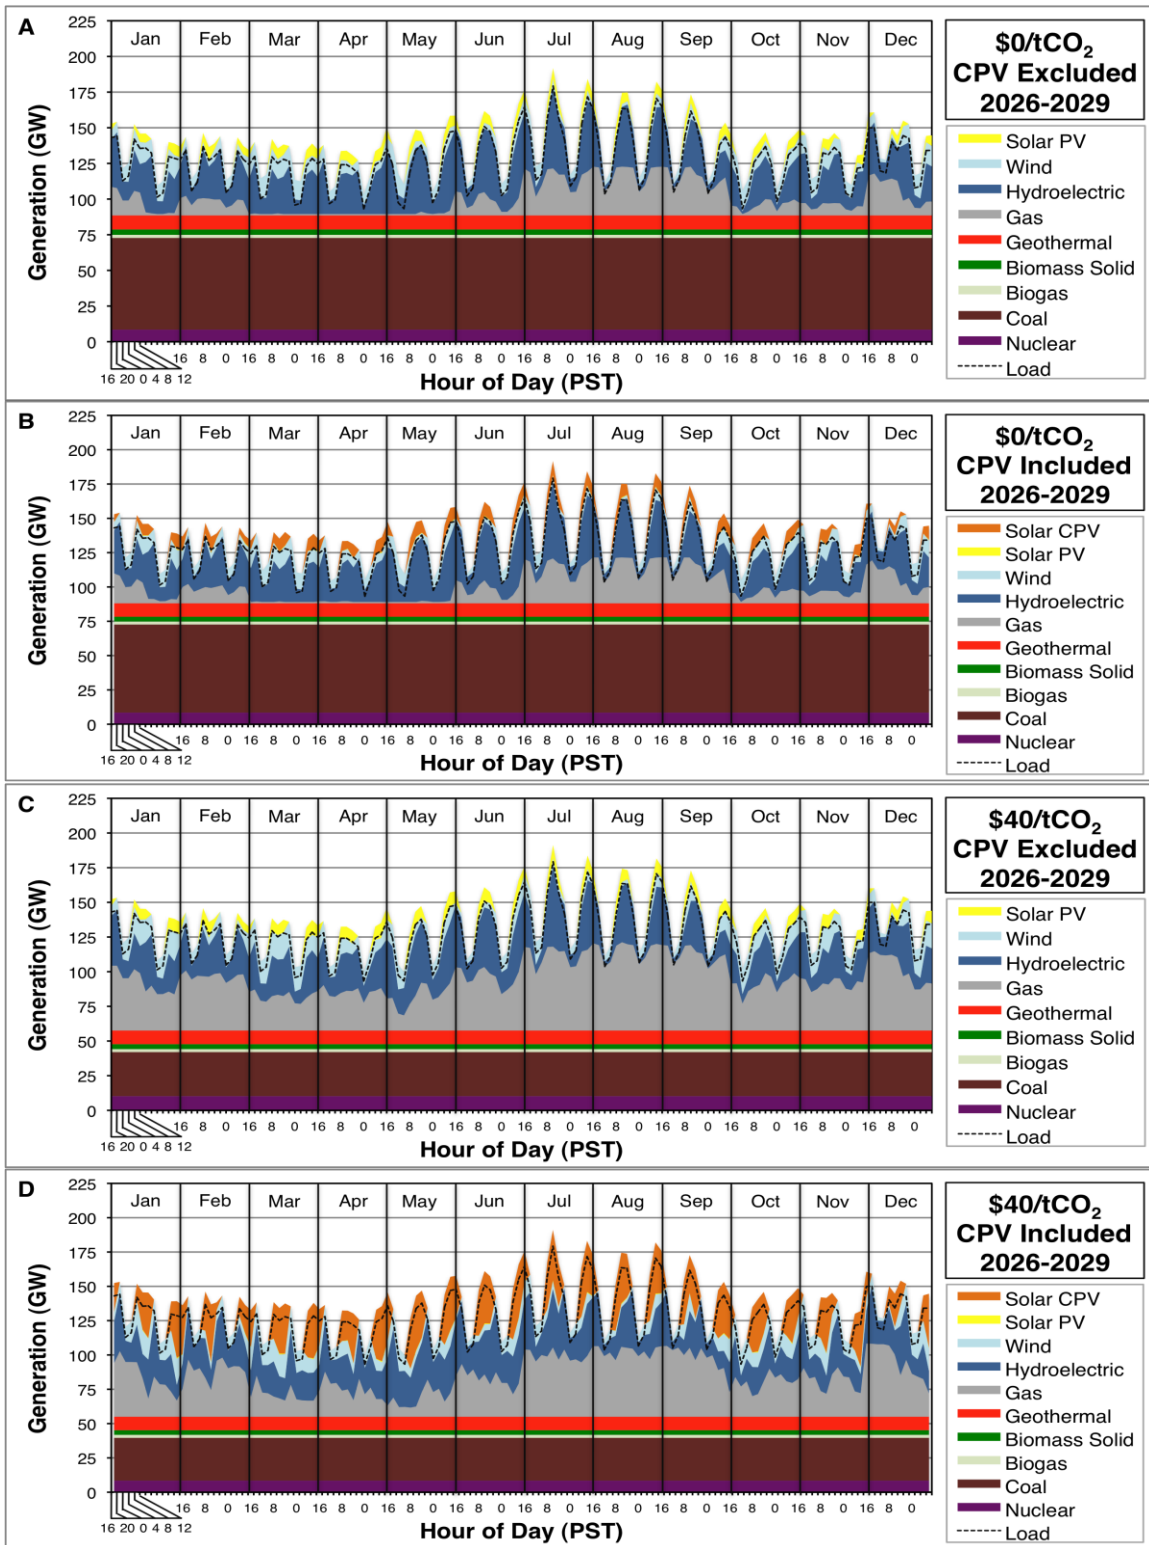 A
Generation (GW)
225
200
175
150
125
100
75
50
25
0
Jan Feb Mar Apr May Jun Jul Aug Sep Oct Nov Dec
16 8 0 16 8 0 16 8 0 16 8 0 16 8 0 16 8 0 16 8 0 16 8 0 16 8 0 16 8 0 16 8 0 16 8 0
16 20 0 4 8 12
Hour of Day (PST)
$0/tCO2
CPV Excluded
2026-2029
Solar PV
Wind
Hydroelectric
Gas
Geothermal
Biomass Solid
Biogas
Coal
Nuclear
Load
B
Generation (GW)
225
200
175
150
125
100
75
50
25
0
Jan Feb Mar Apr May Jun Jul Aug Sep Oct Nov Dec
16 8 0 16 8 0 16 8 0 16 8 0 16 8 0 16 8 0 16 8 0 16 8 0 16 8 0 16 8 0 16 8 0
16 20 0 4 8 12
Hour of Day (PST)
$0/tCO2
CPV Included
2026-2029
Solar CPV
Solar PV
Wind
Hydroelectric
Gas
Geothermal
Biomass Solid
Biogas
Coal
Nuclear
Load
C
Generation (GW)
225
200
175
150
125
100
75
50
25
0
Jan Feb Mar Apr May Jun Jul Aug Sep Oct Nov Dec
16 8 0 16 8 0 16 8 0 16 8 0 16 8 0 16 8 0 16 8 0 16 8 0 16 8 0 16 8 0 16 8 0
16 20 0 4 8 12
Hour of Day (PST)
$40/tCO2
CPV Excluded
2026-2029
Solar PV
Wind
Hydroelectric
Gas
Geothermal
Biomass Solid
Biogas
Coal
Nuclear
Load
D
Generation (GW)
225
200
175
150
125
100
75
50
25
0
Jan Feb Mar Apr May Jun Jul Aug Sep Oct Nov Dec
16 8 0 16 8 0 16 8 0 16 8 0 16 8 0 16 8 0 16 8 0 16 8 0 16 8 0 16 8 0 16 8 0
16 20 0 4 8 12
Hour of Day (PST)
$40/tCO2
CPV Included
2026-2029
Solar CPV
Solar PV
Wind
Hydroelectric
Gas
Geothermal
Biomass Solid
Biogas
Coal
Nuclear
Load